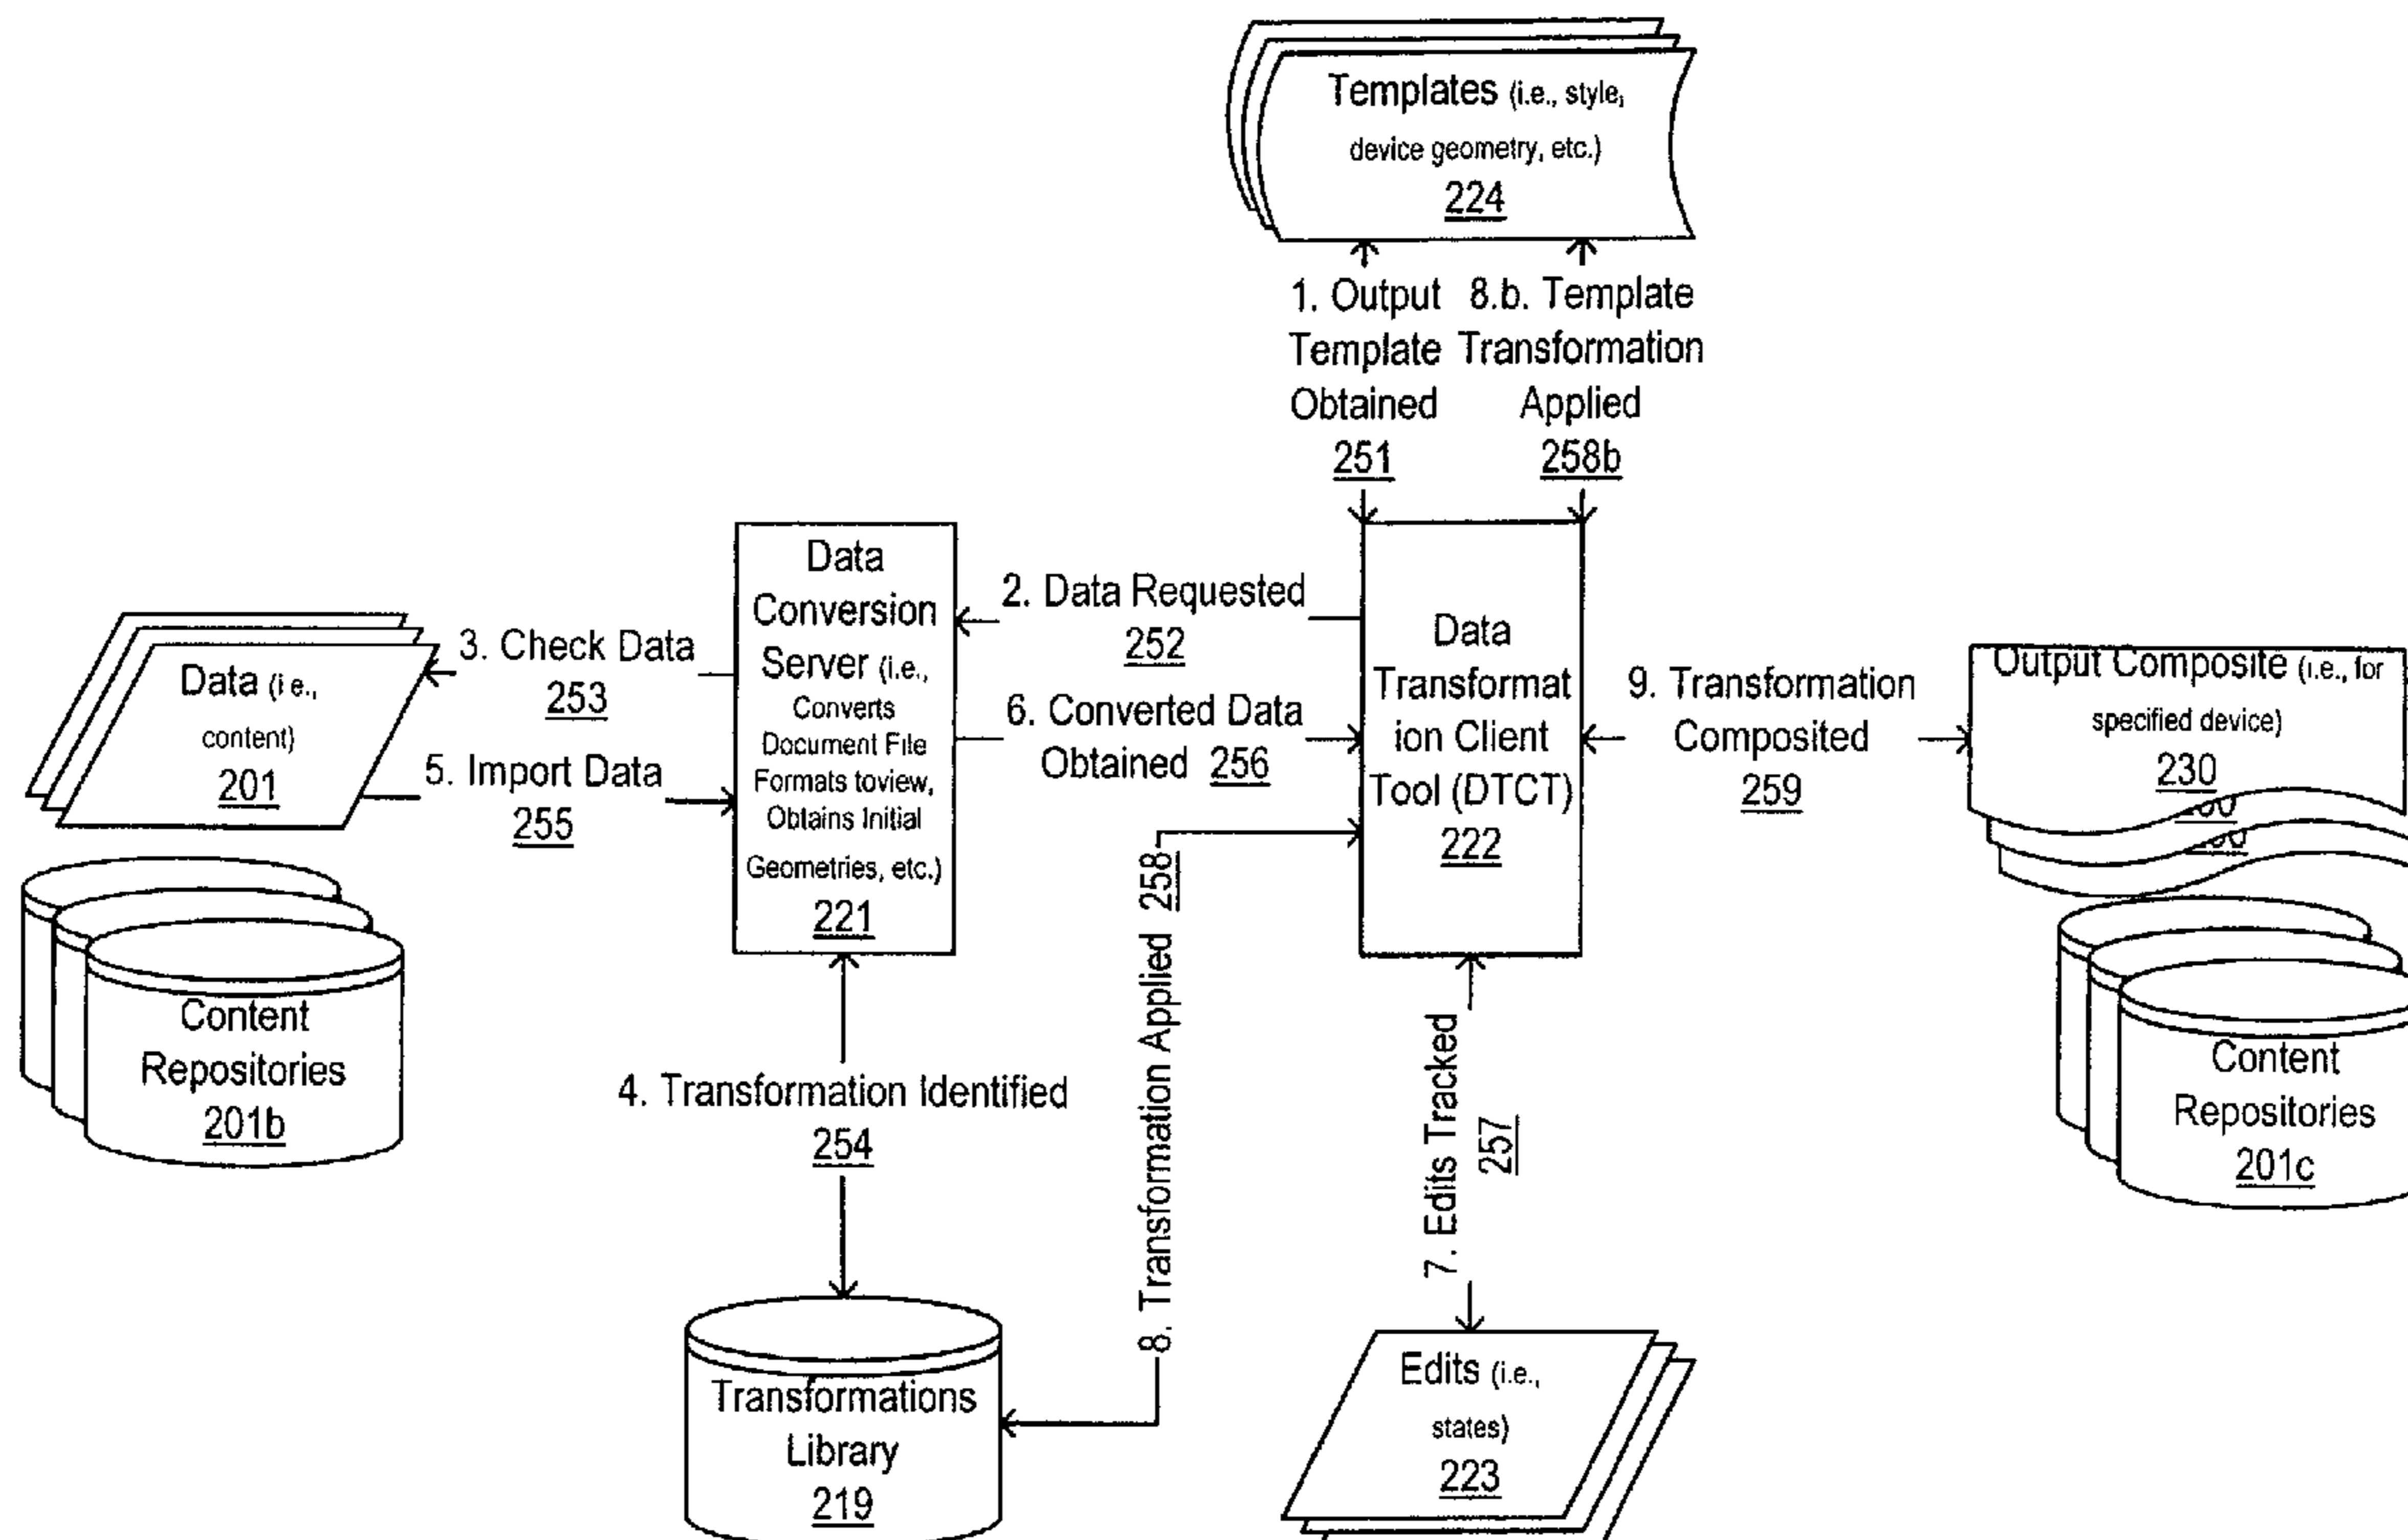 Templates (i.e., style,
device geometry, etc.)
224
1. Output
Template
Obtained
251
8.b. Template
Transformation
Applied
258b
Data
Conversion
Server (i.e.,
Converts
Document File
Formats toview,
Obtains Initial
Geometries, etc.)
221
2. Data Requested
252
6. Converted Data
Obtained 256
Data
Transformat
ion Client
Tool (DTCT)
222
3. Check Data
253
5. Import Data
255
Data (i e.,
content)
201
9. Transformation
Composited
259
Output Composite (i.e., for
specified device)
230
Content
Repositories
201b
Content
Repositories
201c
4. Transformation Identified
254
8. Transformation Applied 258
7. Edits Tracked
257
Transformations
Library
219
Edits (i.e.,
states)
223